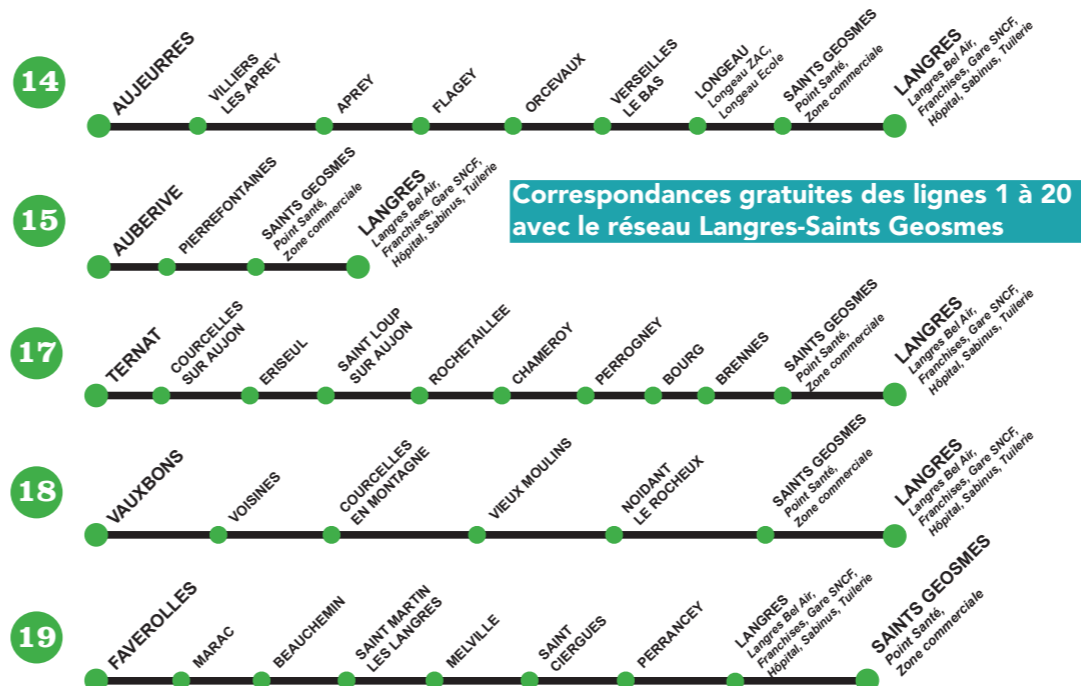 14
AUJEURRES
VILLIERS
LES APREY
APREY
FLAGEY
ORCEVAUX
VERSEILLES
LE BAS
LONGEAU
Longeau ZAC,
Longeau Ecole
SAINTS GEOSMES
Point Santé,
Zone commerciale
LANGRES
Langres Bel Air,
Franchises, Gare SNCF,
Hôpital, Sabinus, Tuilerie
15
AUBERIVE
PIERREFONTAINES
SAINTS GEOSMES
Point Santé,
Zone commerciale
LANGRES
Langres Bel Air,
Franchises, Gare SNCF,
Hôpital, Sabinus, Tuilerie
Correspondances gratuites des lignes 1 à 20
avec le réseau Langres-Saints Geosmes
17
TERNAT
COURCELLES
SUR AUJON
ERISEUL
SAINT LOUP
SUR AUJON
ROCHETAILLEE
CHAMEROY
PERROGNEY
BOURG
BRENNES
SAINTS GEOSMES
Point Santé,
Zone commerciale
LANGRES
Langres Bel Air,
Franchises, Gare SNCF,
Hôpital, Sabinus, Tuilerie
18
VAUXBONS
VOISINES
COURCELLES
EN MONTAGNE
VIEUX MOULINS
NOIDANT
LE ROCHEUX
SAINTS GEOSMES
Point Santé,
Zone commerciale
LANGRES
Langres Bel Air,
Franchises, Gare SNCF,
Hôpital, Sabinus, Tuilerie
19
FAVEROLLES
MARAC
BEAUCHEMIN
SAINT MARTIN
LES LANGRES
MELVILLE
SAINT
CIERGUES
PERRANCEY
LANGRES
Langres Bel Air,
Franchises, Gare SNCF,
Hôpital, Sabinus, Tuilerie
SAINTS GEOSMES
Point Santé,
Zone commerciale